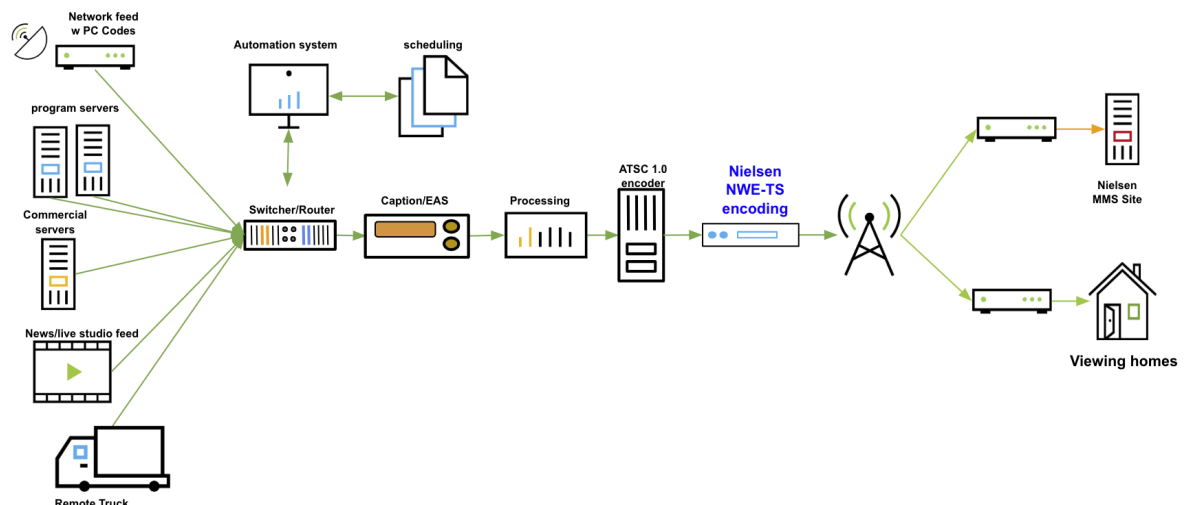 Network feed
w PC Codes
Automation system
scheduling
program servers
Commercial
servers
Switcher/Router
Caption/EAS
Processing
ATSC 1.0
encoder
Nielsen
NWE-TS
encoding
Nielsen
MMS Site
News/live studio feed
Viewing homes
Remote Truck